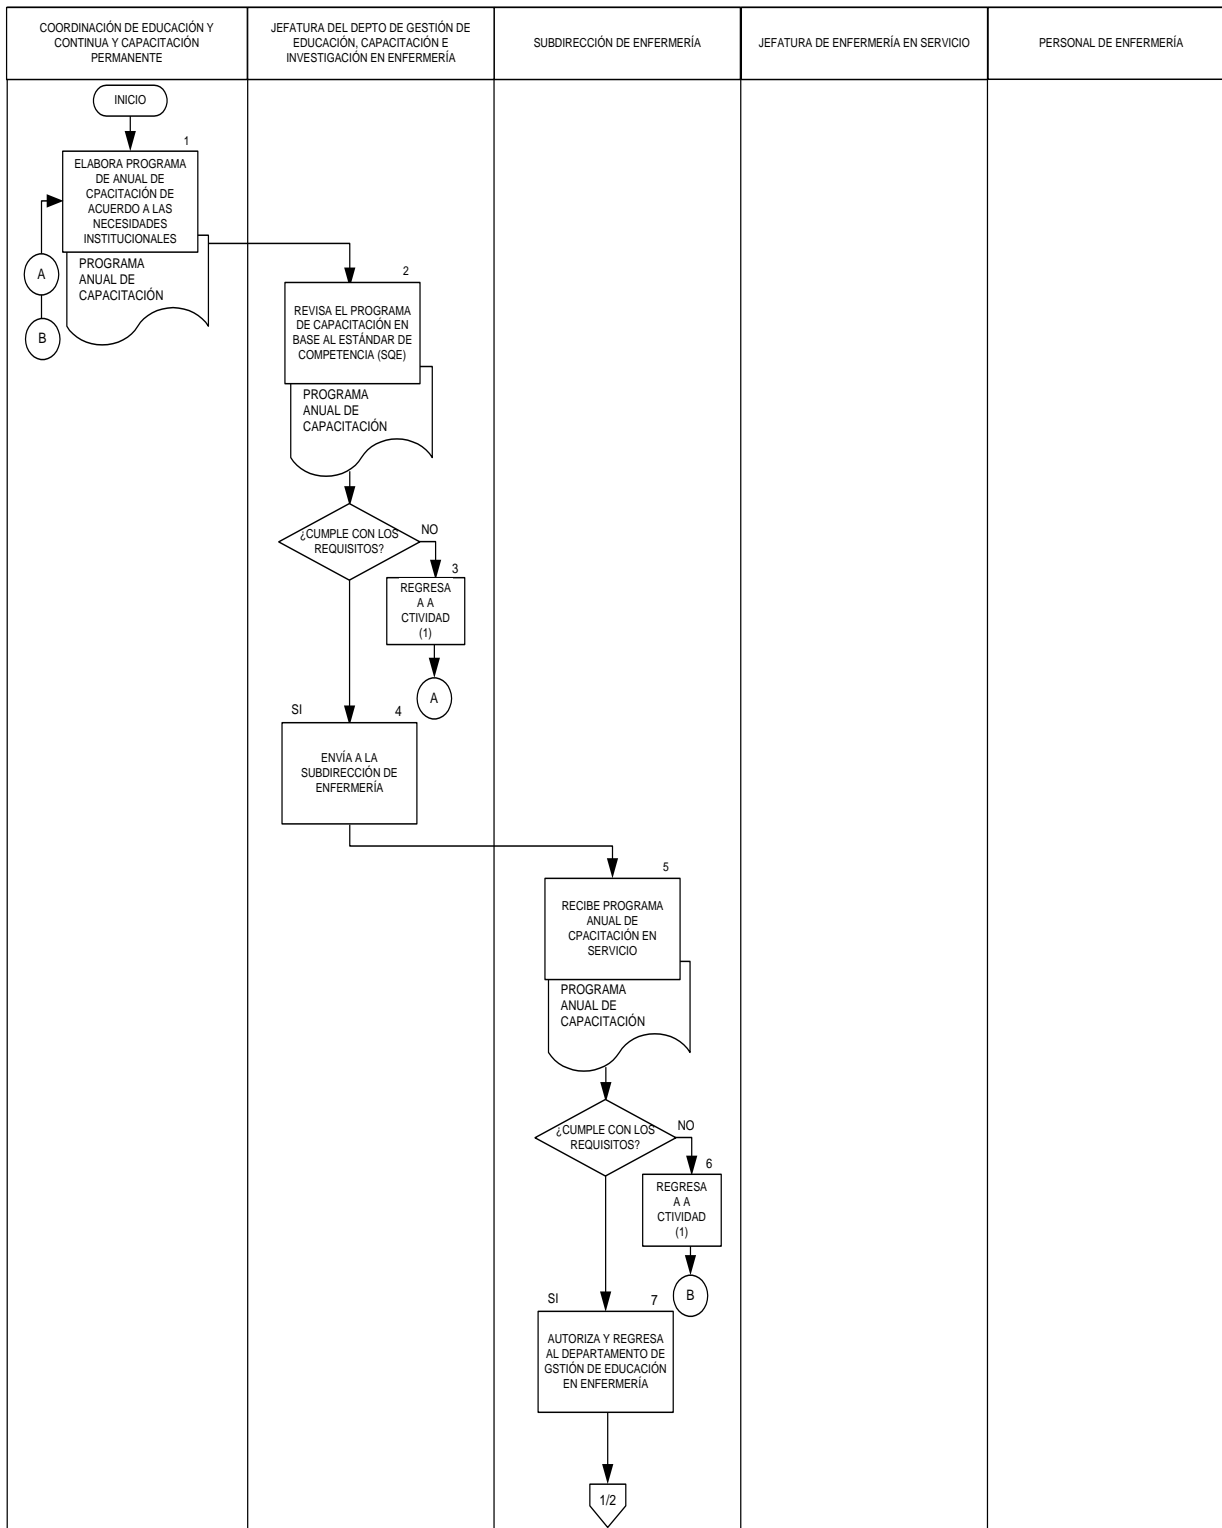 COORDINACIÓN DE EDUCACIÓN Y
CONTINUA Y CAPACITACIÓN
PERMANENTE
JEFATURA DEL DEPTO DE GESTIÓN DE
EDUCACIÓN, CAPACITACIÓN E
INVESTIGACIÓN EN ENFERMERÍA
SUBDIRECCIÓN DE ENFERMERÍA
JEFATURA DE ENFERMERÍA EN SERVICIO
PERSONAL DE ENFERMERÍA
INICIO
1
ELABORA PROGRAMA
DE ANUAL DE
CPACITACIÓN DE
ACUERDO A LAS
NECESIDADES
INSTITUCIONALES
PROGRAMA
ANUAL DE
CAPACITACIÓN
A
B
2
REVISA EL PROGRAMA
DE CAPACITACIÓN EN
BASE AL ESTÁNDAR DE
COMPETENCIA (SQE)
PROGRAMA
ANUAL DE
CAPACITACIÓN
¿CUMPLE CON LOS
REQUISITOS?
NO
3
REGRESA
A A
CTIVIDAD
(1)
A
SI
4
ENVÍA A LA
SUBDIRECCIÓN DE
ENFERMERÍA
5
RECIBE PROGRAMA
ANUAL DE
CPACITACIÓN EN
SERVICIO
PROGRAMA
ANUAL DE
CAPACITACIÓN
¿CUMPLE CON LOS
REQUISITOS?
NO
6
REGRESA
A A
CTIVIDAD
(1)
B
SI
7
AUTORIZA Y REGRESA
AL DEPARTAMENTO DE
GSTIÓN DE EDUCACIÓN
EN ENFERMERÍA
1/2